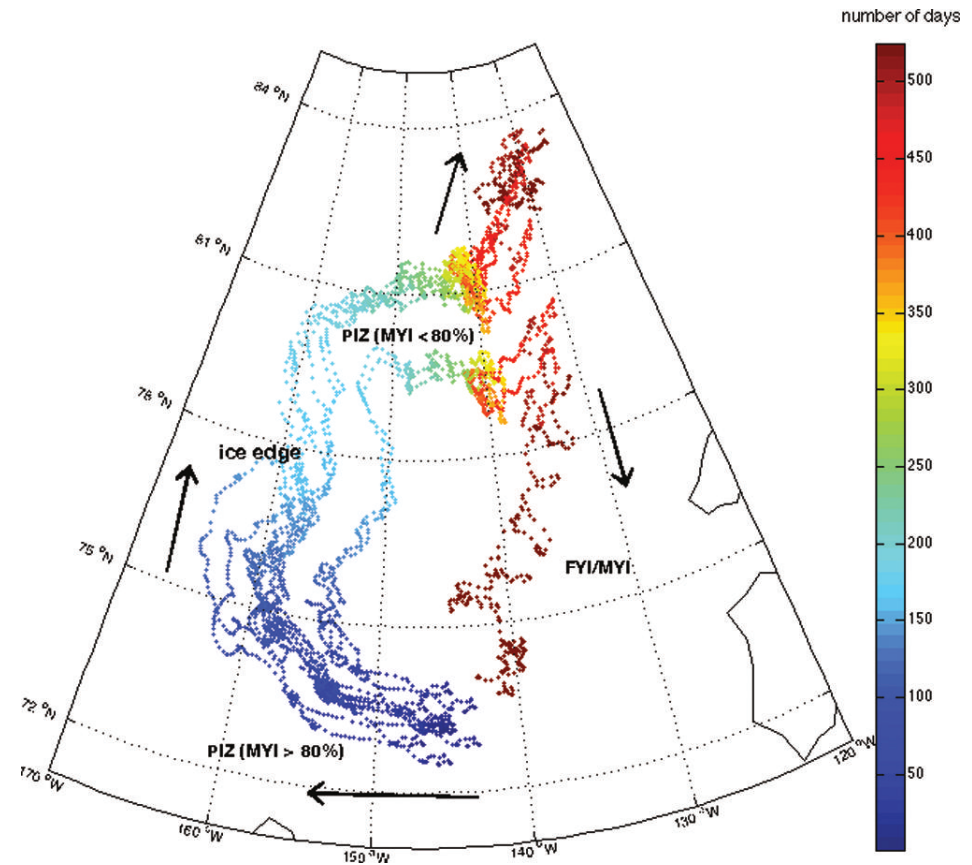 number of days
84 °N
81 °N
78 °N
75 °N
72 °N
170 °W
160 °W
150 °W
140 °W
130 °W
120 °W
PIZ (MYI < 80%)
ice edge
FYI/MYI
PIZ (MYI > 80%)
500
450
400
350
300
250
200
150
100
50